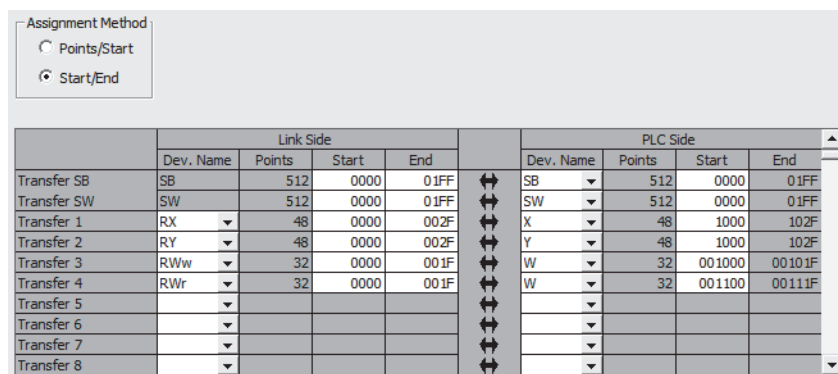 Assignment Method
Points/Start
Start/End
Link Side PLC Side
Dev. Name Points Start End Dev. Name Points Start End
Transfer SB SB 512 0000 01FF SB 512 0000 01FF
Transfer SW SW 512 0000 01FF SW 512 0000 01FF
Transfer 1 RX 48 0000 002F X 48 1000 102F
Transfer 2 RY 48 0000 002F Y 48 1000 102F
Transfer 3 RWw 32 0000 001F W 32 001000 00101F
Transfer 4 RWr 32 0000 001F W 32 001100 00111F
Transfer 5
Transfer 6
Transfer 7
Transfer 8